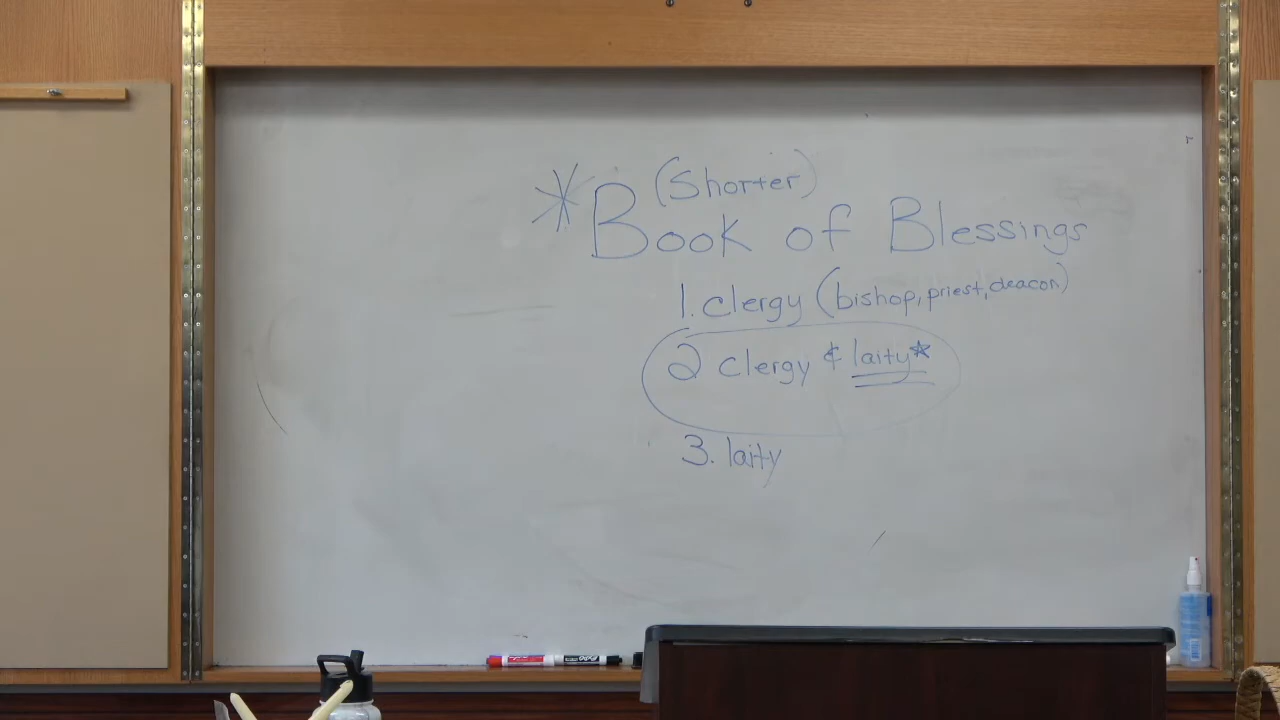 (Shorter)
*Book of Blessings
1. clergy (bishop, priest, deacon)
2 clergy & laity*
3. laity